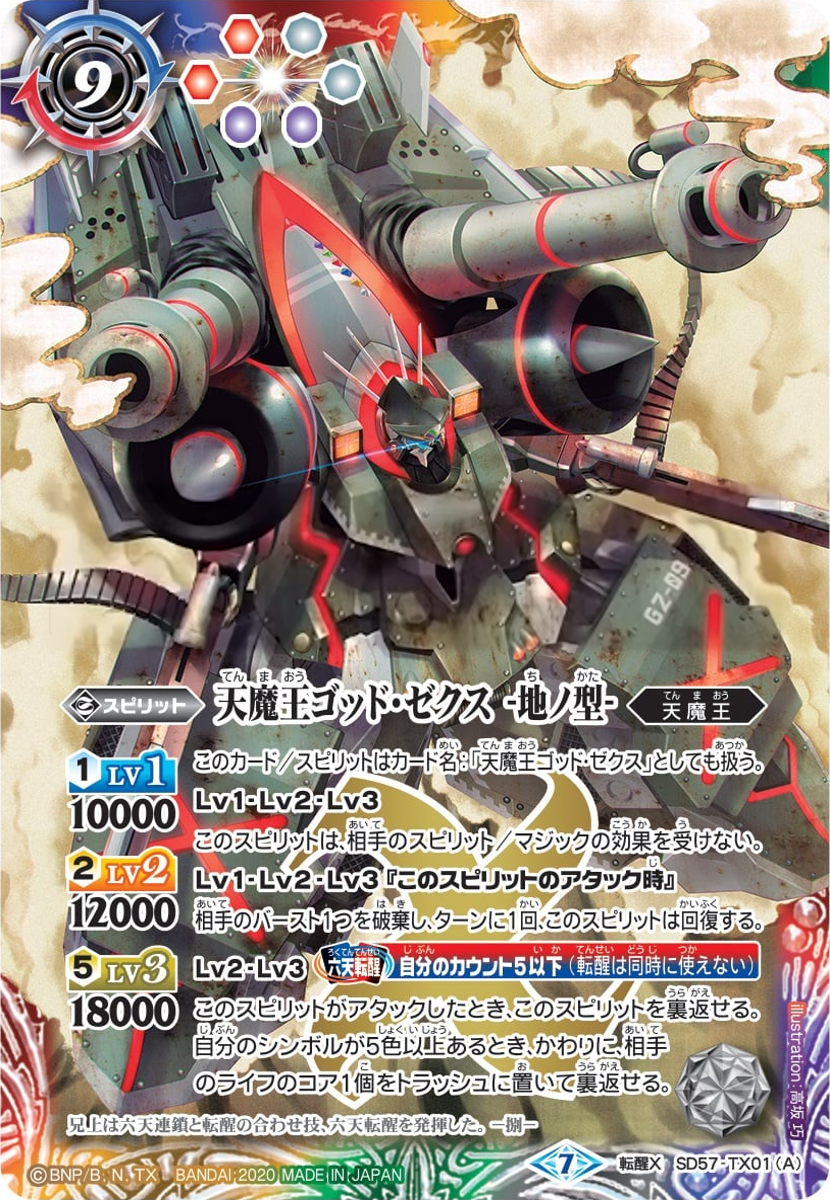 9
GZ-09
スピリット 天魔王ゴッド・ゼクス -地ノ型- 天魔王
1 LV1
10000
2 LV2
12000
5 LV3
18000
このカード／スピリットはカード名：「天魔王ゴッド・ゼクス」としても扱う。
Lv1・Lv2・Lv3
このスピリットは、相手のスピリット／マジックの効果を受けない。
Lv1・Lv2・Lv3『このスピリットのアタック時』
相手のバースト1つを破棄し、ターンに1回、このスピリットは回復する。
Lv2・Lv3 六天転醒 自分のカウント5以下（転醒は同時に使えない）
このスピリットがアタックしたとき、このスピリットを裏返せる。
自分のシンボルが5色以上あるとき、かわりに、相手
のライフのコア1個をトラッシュに置いて裏返せる。
兄上は六天連鎖と転醒の合わせ技、六天転醒を発揮した。―捌―
illustration：高坂 巧
©BNP/B, N, TX BANDAI 2020 MADE IN JAPAN 7 転醒X SD57-TX01（A）